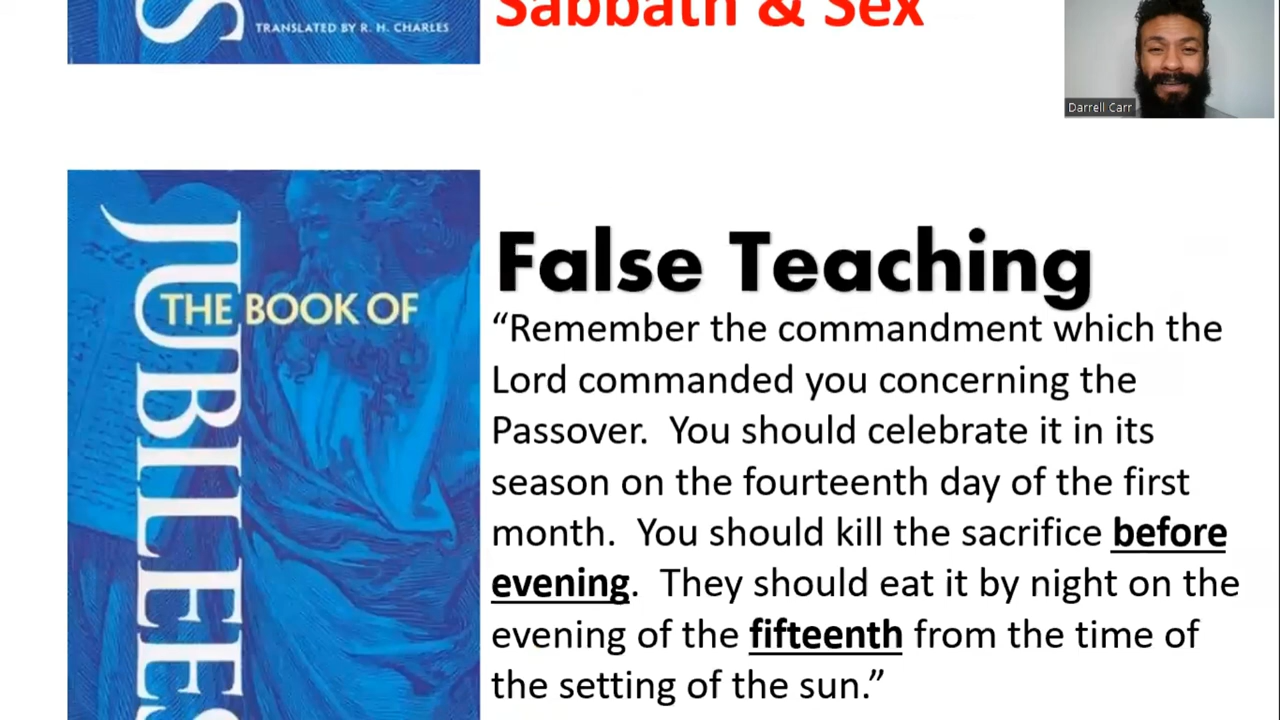 S
TRANSLATED BY R. H. CHARLES
Sabbath & Sex
Darrell Carr
THE BOOK OF
JUBILEES
False Teaching
“Remember the commandment which the
Lord commanded you concerning the
Passover.  You should celebrate it in its
season on the fourteenth day of the first
month.  You should kill the sacrifice before
evening.  They should eat it by night on the
evening of the fifteenth from the time of
the setting of the sun.”